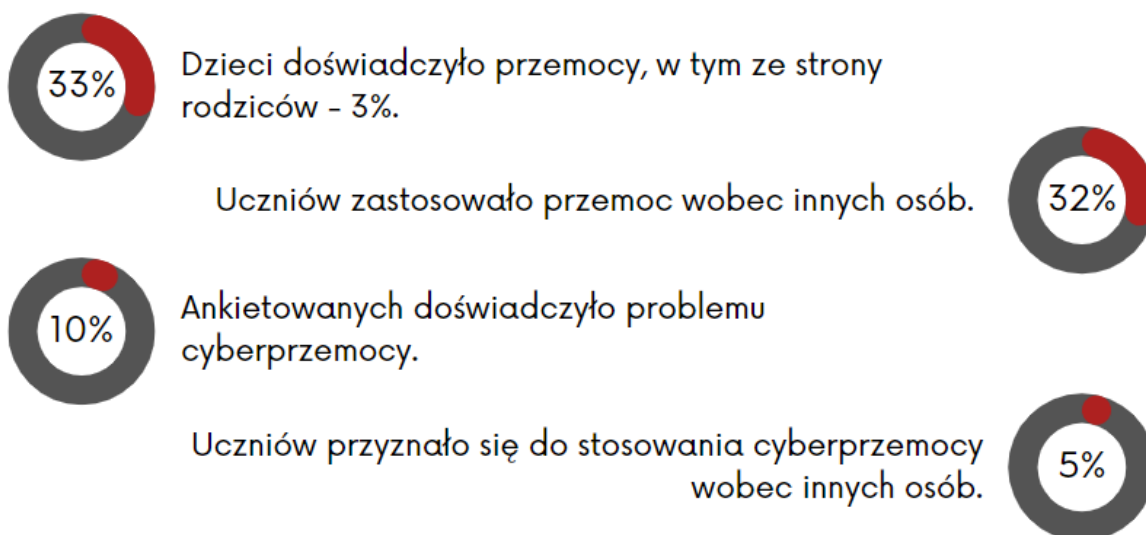 33%
Dzieci doświadczyło przemocy, w tym ze strony
rodziców - 3%.
Uczniów zastosowało przemoc wobec innych osób.
32%
10%
Ankietowanych doświadczyło problemu
cyberprzemocy.
Uczniów przyznało się do stosowania cyberprzemocy
wobec innych osób.
5%